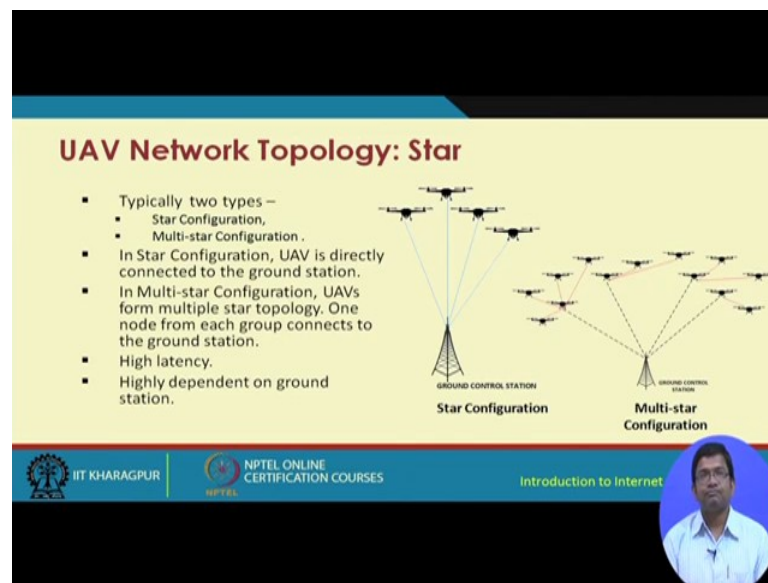 UAV Network Topology: Star
▪ Typically two types –
▪ Star Configuration,
▪ Multi-star Configuration .
▪ In Star Configuration, UAV is directly
connected to the ground station.
▪ In Multi-star Configuration, UAVs
form multiple star topology. One
node from each group connects to
the ground station.
▪ High latency.
▪ Highly dependent on ground
station.
GROUND CONTROL STATION
Star Configuration
GROUND CONTROL
STATION
Multi-star
Configuration
IIT KHARAGPUR
NPTEL
NPTEL ONLINE
CERTIFICATION COURSES
Introduction to Internet